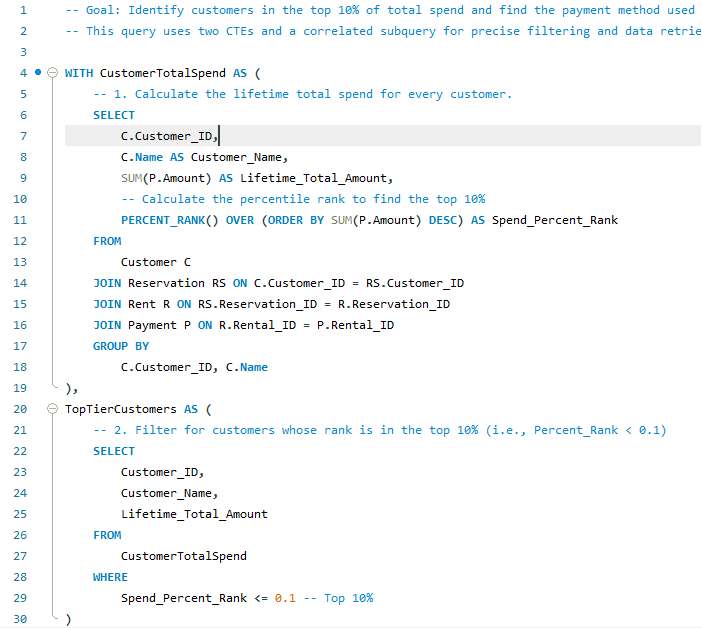 1 -- Goal: Identify customers in the top 10% of total spend and find the payment method used
2 -- This query uses two CTEs and a correlated subquery for precise filtering and data retrie
3
4 WITH CustomerTotalSpend AS (
5 -- 1. Calculate the lifetime total spend for every customer.
6 SELECT
7 C.Customer_ID,
8 C.Name AS Customer_Name,
9 SUM(P.Amount) AS Lifetime_Total_Amount,
10 -- Calculate the percentile rank to find the top 10%
11 PERCENT_RANK() OVER (ORDER BY SUM(P.Amount) DESC) AS Spend_Percent_Rank
12 FROM
13 Customer C
14 JOIN Reservation RS ON C.Customer_ID = RS.Customer_ID
15 JOIN Rent R ON RS.Reservation_ID = R.Reservation_ID
16 JOIN Payment P ON R.Rental_ID = P.Rental_ID
17 GROUP BY
18 C.Customer_ID, C.Name
19 ),
20 TopTierCustomers AS (
21 -- 2. Filter for customers whose rank is in the top 10% (i.e., Percent_Rank < 0.1)
22 SELECT
23 Customer_ID,
24 Customer_Name,
25 Lifetime_Total_Amount
26 FROM
27 CustomerTotalSpend
28 WHERE
29 Spend_Percent_Rank <= 0.1 -- Top 10%
30 )